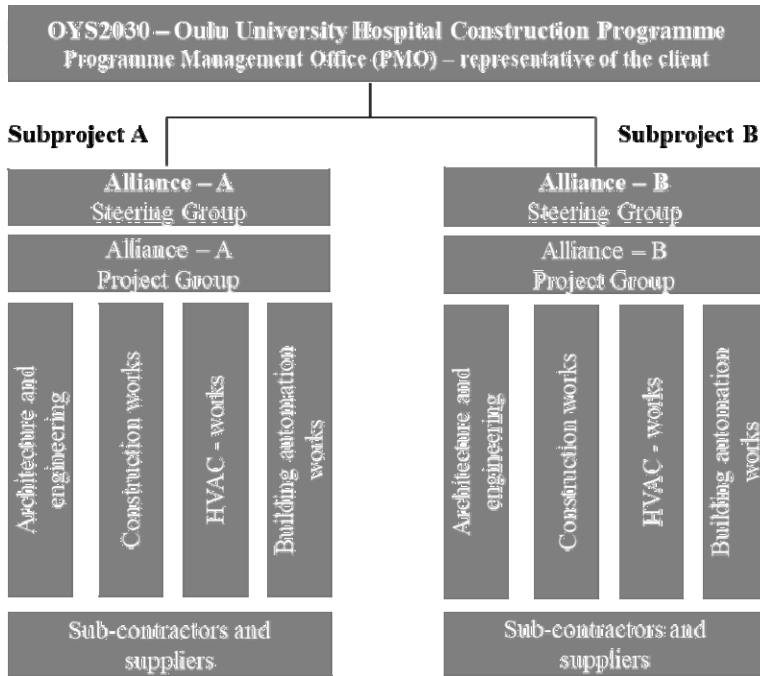 OYS2030 – Oulu University Hospital Construction Programme
Programme Management Office (PMO) – representative of the client
Subproject A
Subproject B
Alliance – A
Steering Group
Alliance – A
Project Group
Architecture and
engineering
Construction works
HVAC - works
Building automation
works
Sub-contractors and
suppliers
Alliance – B
Steering Group
Alliance – B
Project Group
Architecture and
engineering
Construction works
HVAC - works
Building automation
works
Sub-contractors and
suppliers